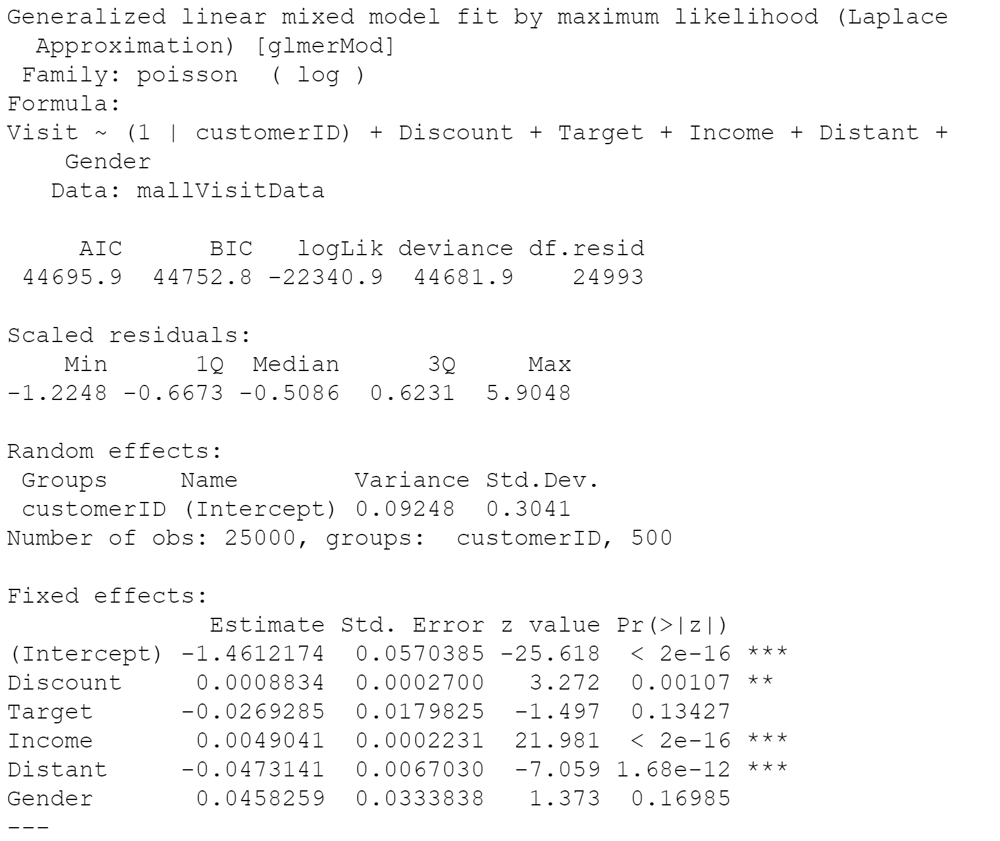 Generalized linear mixed model fit by maximum likelihood (Laplace
  Approximation) [glmerMod]
 Family: poisson  ( log )
Formula:
Visit ~ (1 | customerID) + Discount + Target + Income + Distant +
    Gender
   Data: mallVisitData

     AIC      BIC   logLik deviance df.resid
 44695.9  44752.8 -22340.9  44681.9    24993

Scaled residuals:
    Min      1Q  Median      3Q     Max
-1.2248 -0.6673 -0.5086  0.6231  5.9048

Random effects:
 Groups     Name        Variance Std.Dev.
 customerID (Intercept) 0.09248  0.3041
Number of obs: 25000, groups:  customerID, 500

Fixed effects:
              Estimate Std. Error z value Pr(>|z|)
(Intercept) -1.4612174  0.0570385 -25.618  < 2e-16 ***
Discount     0.0008834  0.0002700   3.272  0.00107 **
Target      -0.0269285  0.0179825  -1.497  0.13427
Income       0.0049041  0.0002231  21.981  < 2e-16 ***
Distant     -0.0473141  0.0067030  -7.059 1.68e-12 ***
Gender       0.0458259  0.0333838   1.373  0.16985
---